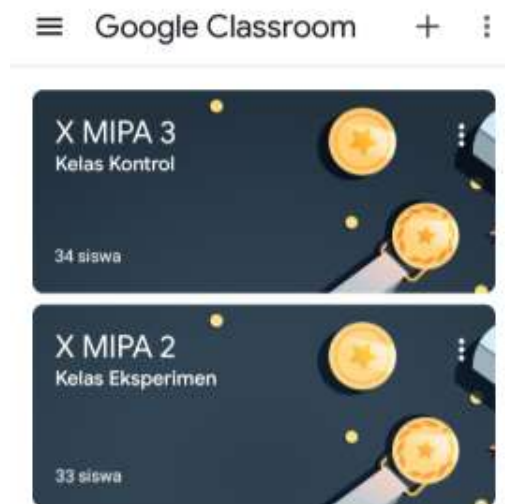 Google Classroom
X MIPA 3
Kelas Kontrol
34 siswa
X MIPA 2
Kelas Eksperimen
33 siswa